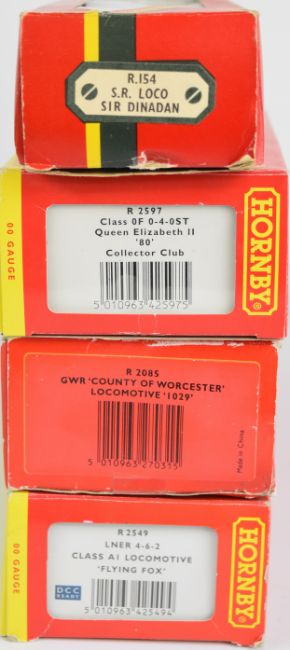 R.154
S.R. LOCO
SIR DINADAN
00 GAUGE
R 2597
Class 0F 0-4-0ST
Queen Elizabeth II
'80'
Collector Club
5 010963 425975
HORNBY
R 2085
GWR 'COUNTY OF WORCESTER'
LOCOMOTIVE '1029'
5 010963 270315
Made in China
00 GAUGE
R 2549
LNER 4-6-2
CLASS A1 LOCOMOTIVE
'FLYING FOX'
DCC
READY
5 010963 425494
HORNBY